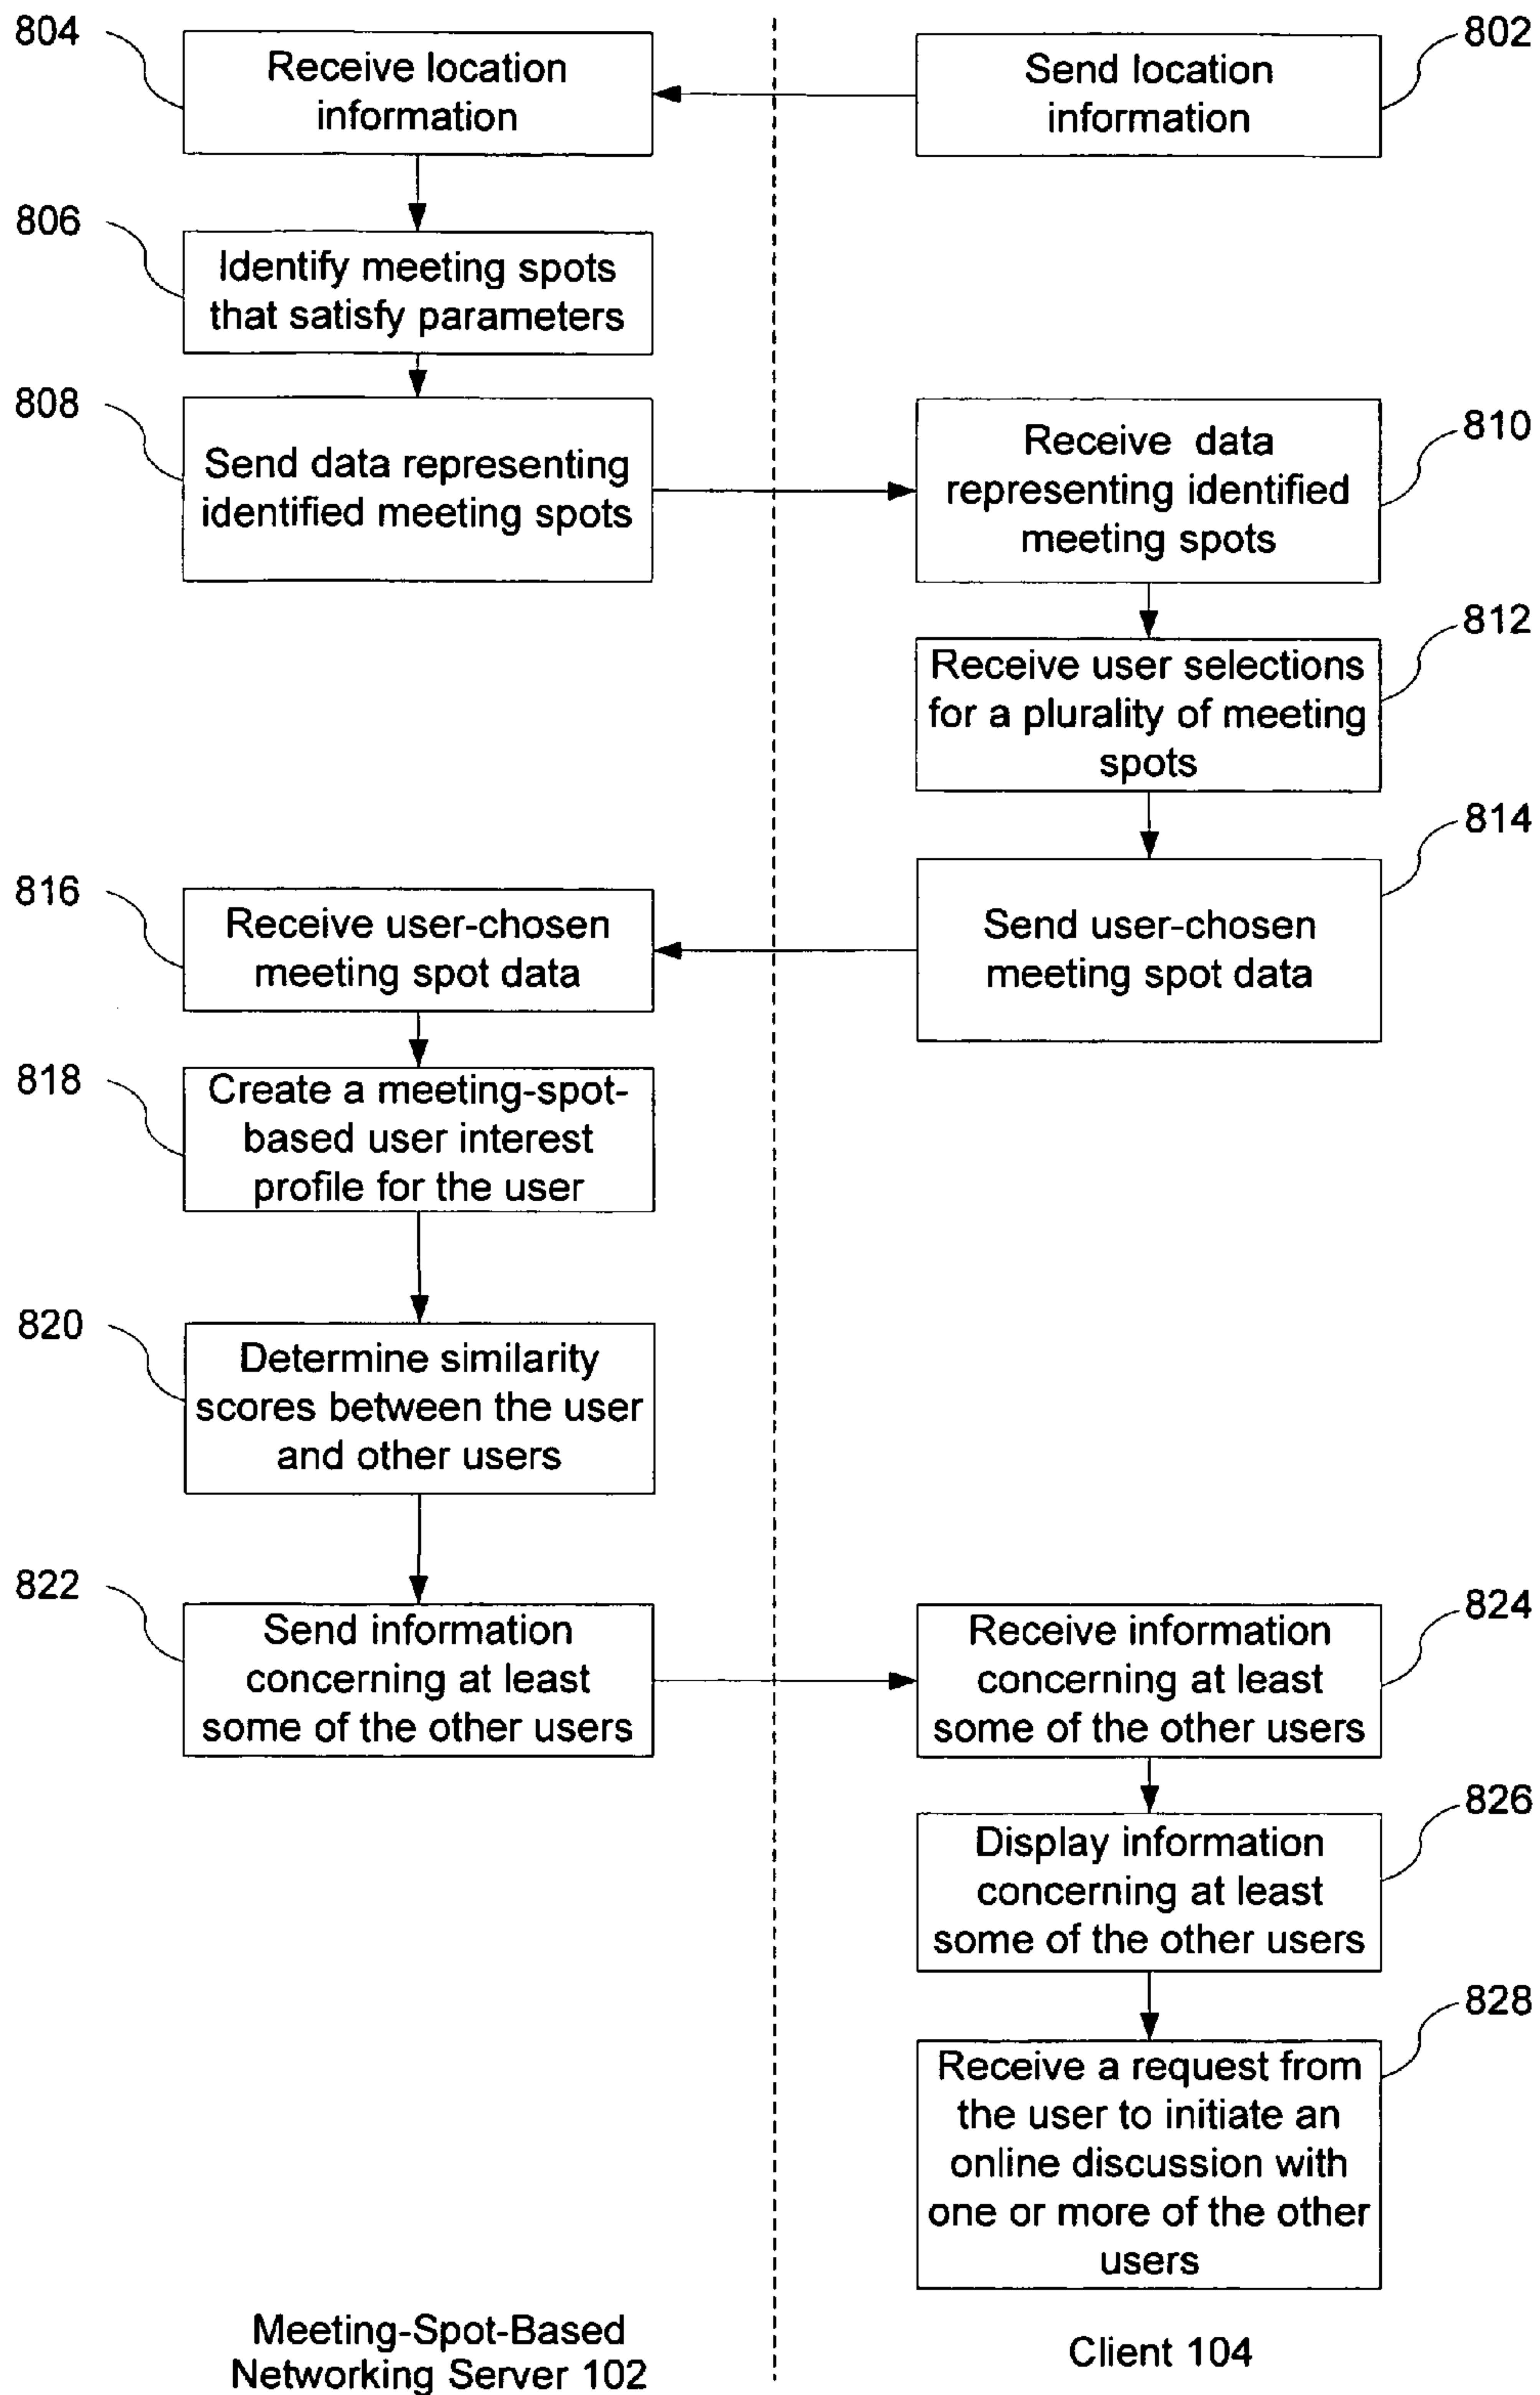 804
Receive location
information
802
Send location
information
806
Identify meeting spots
that satisfy parameters
808
Send data representing
identified meeting spots
810
Receive data
representing identified
meeting spots
812
Receive user selections
for a plurality of meeting
spots
814
Send user-chosen
meeting spot data
816
Receive user-chosen
meeting spot data
818
Create a meeting-spot-
based user interest
profile for the user
820
Determine similarity
scores between the user
and other users
822
Send information
concerning at least
some of the other users
824
Receive information
concerning at least
some of the other users
826
Display information
concerning at least
some of the other users
828
Receive a request from
the user to initiate an
online discussion with
one or more of the other
users
Meeting-Spot-Based
Networking Server 102
Client 104